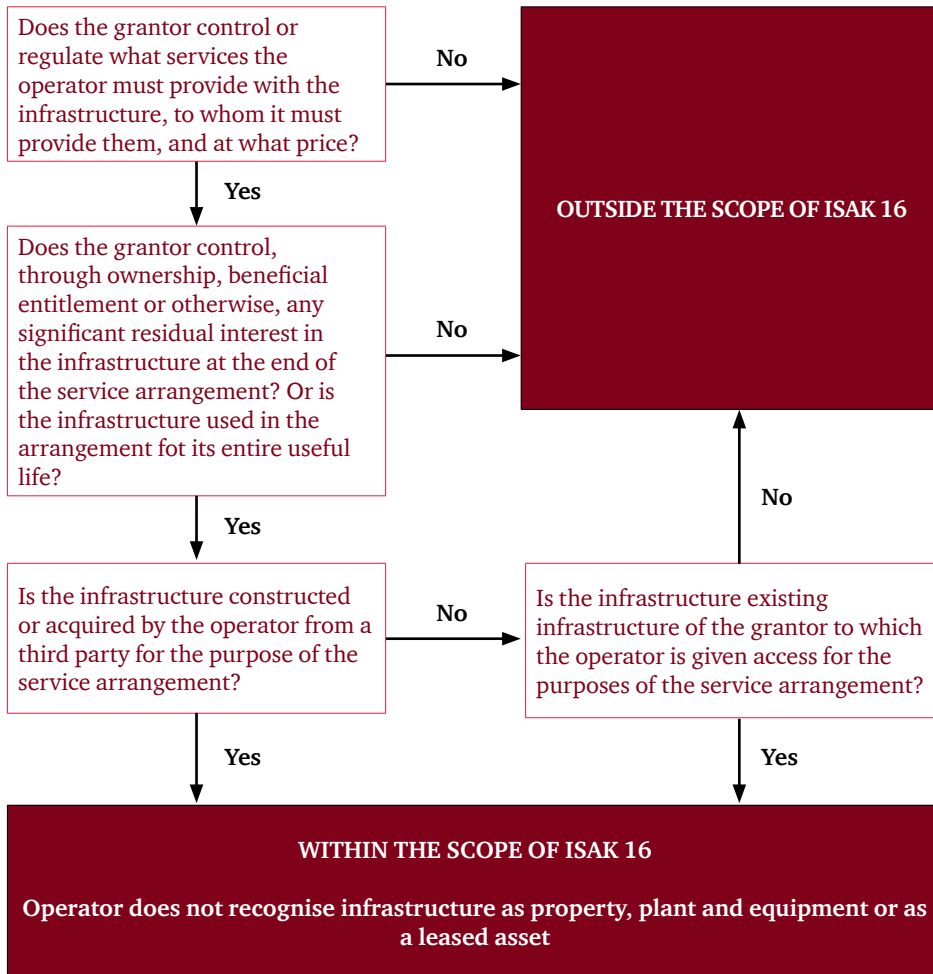 Does the grantor control or
regulate what services the
operator must provide with the
infrastructure, to whom it must
provide them, and at what price?
No
OUTSIDE THE SCOPE OF ISAK 16
Yes
Does the grantor control,
through ownership, beneficial
entitlement or otherwise, any
significant residual interest in
the infrastructure at the end of
the service arrangement? Or is
the infrastructure used in the
arrangement fot its entire useful
life?
No
Yes
No
Is the infrastructure constructed
or acquired by the operator from a
third party for the purpose of the
service arrangement?
No
Is the infrastructure existing
infrastructure of the grantor to which
the operator is given access for the
purposes of the service arrangement?
Yes
Yes
WITHIN THE SCOPE OF ISAK 16
Operator does not recognise infrastructure as property, plant and equipment or as
a leased asset